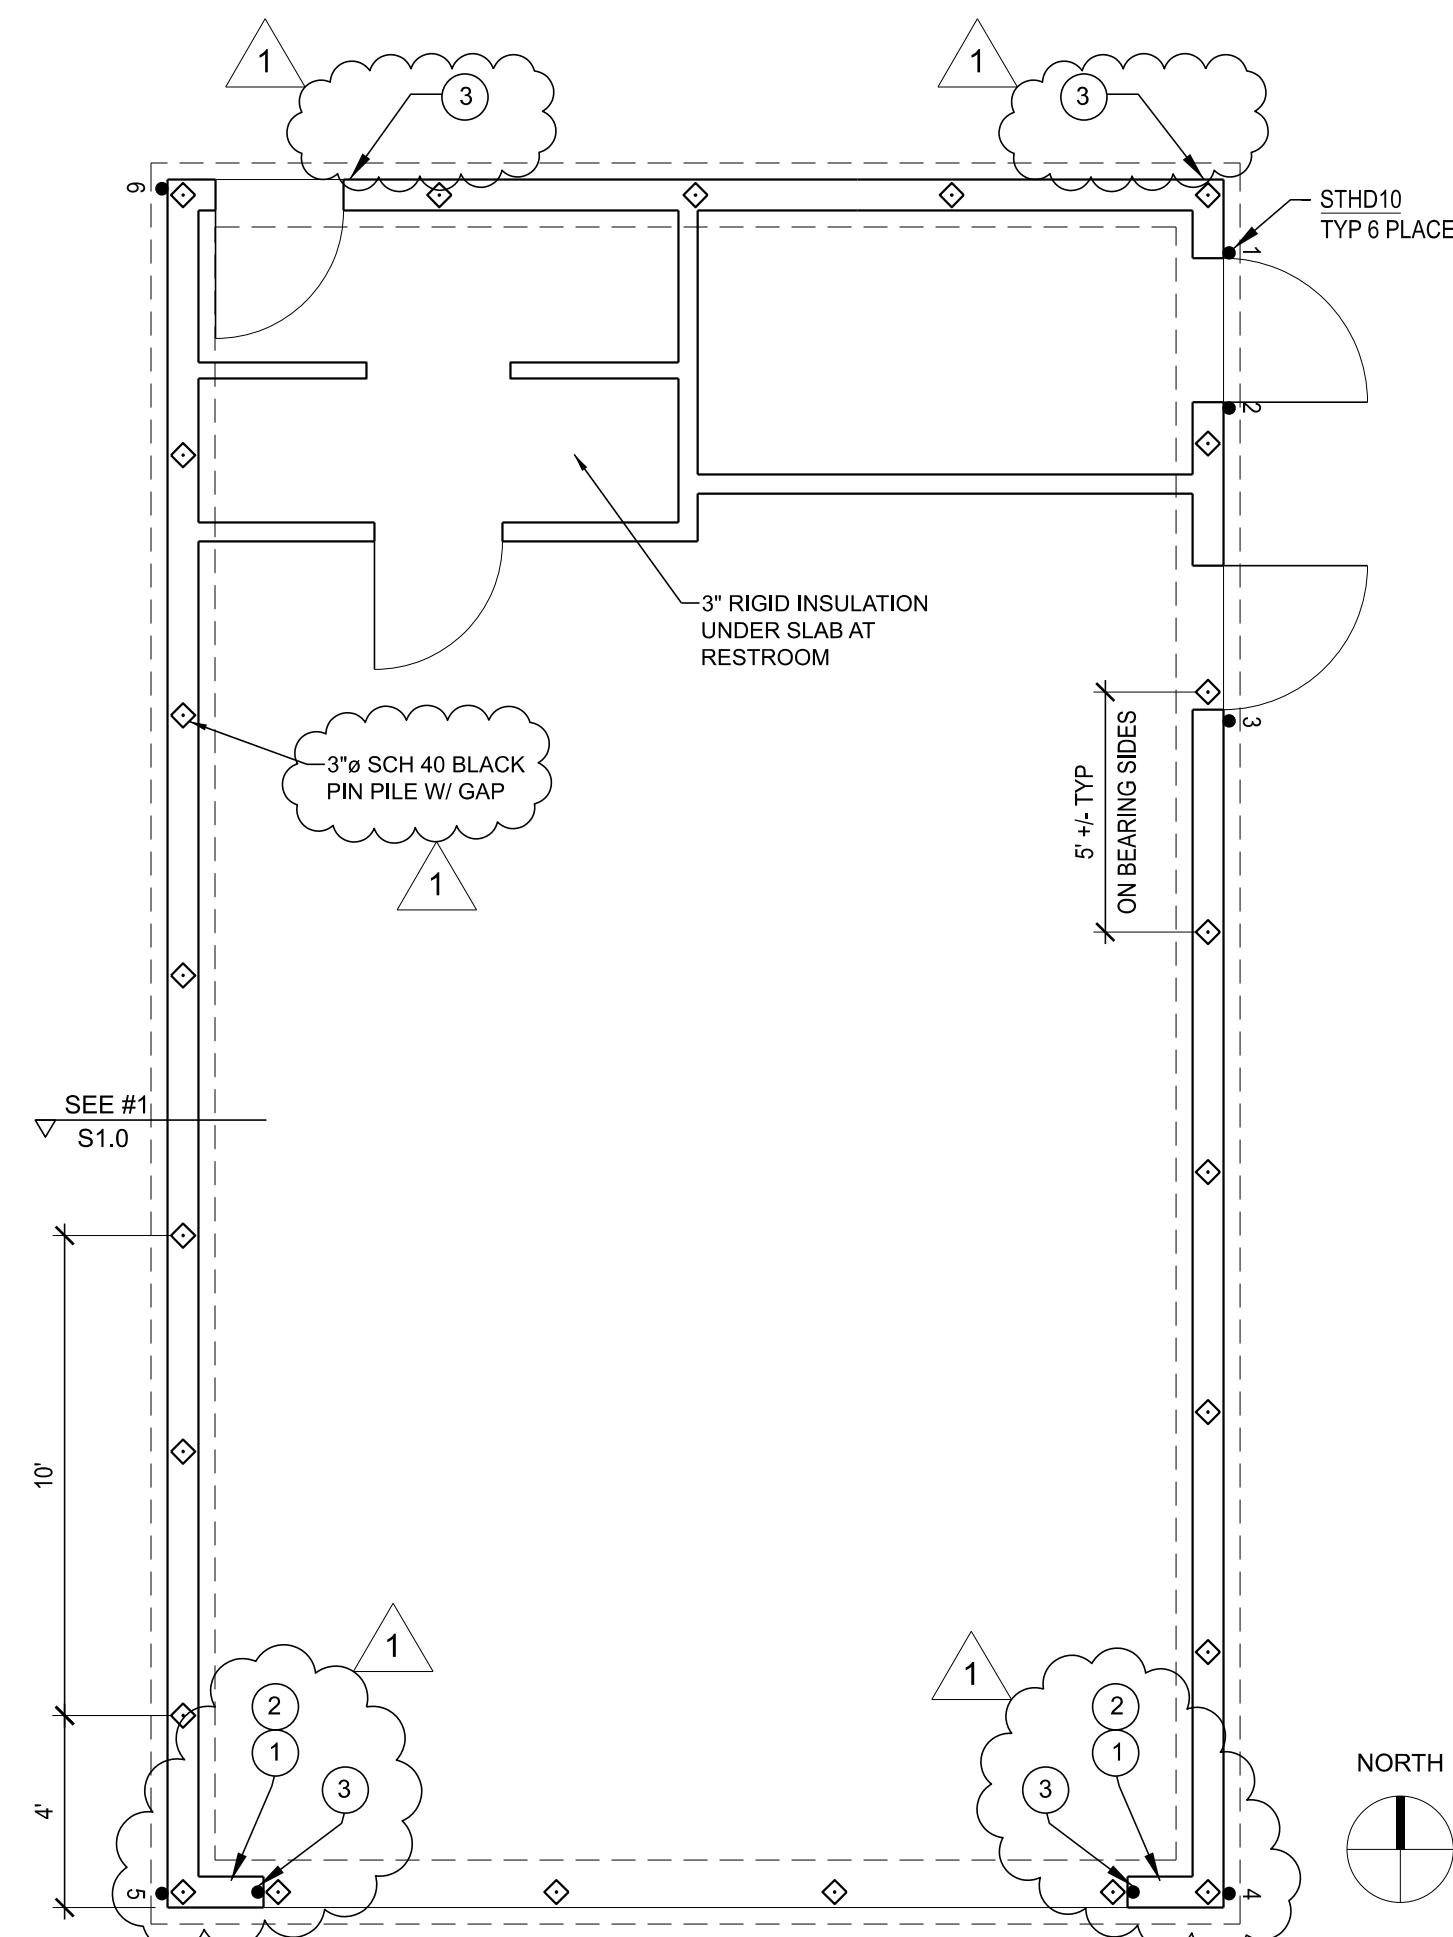 1
3
1
3
6
STHD10
TYP 6 PLACE
1
2
3" RIGID INSULATION
UNDER SLAB AT
RESTROOM
3
5' +/- TYP
ON BEARING SIDES
3"ø SCH 40 BLACK
PIN PILE W/ GAP
1
SEE #1
S1.0
10'
4'
1
2
1
3
1
2
1
3
NORTH
5
4